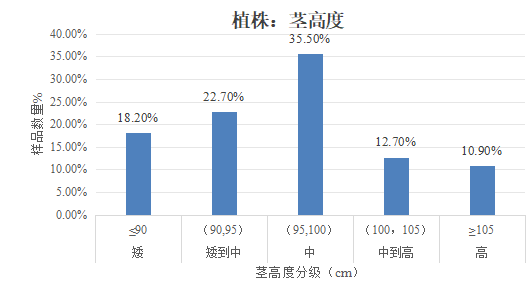 植株：茎高度
40.00%
35.00%
30.00%
25.00%
20.00%
15.00%
10.00%
5.00%
0.00%
样品数量%
18.20%
22.70%
35.50%
12.70%
10.90%
≤90 （90,95） （95,100） （100，105） ≥105
矮 矮到中 中 中到高 高
茎高度分级（cm）